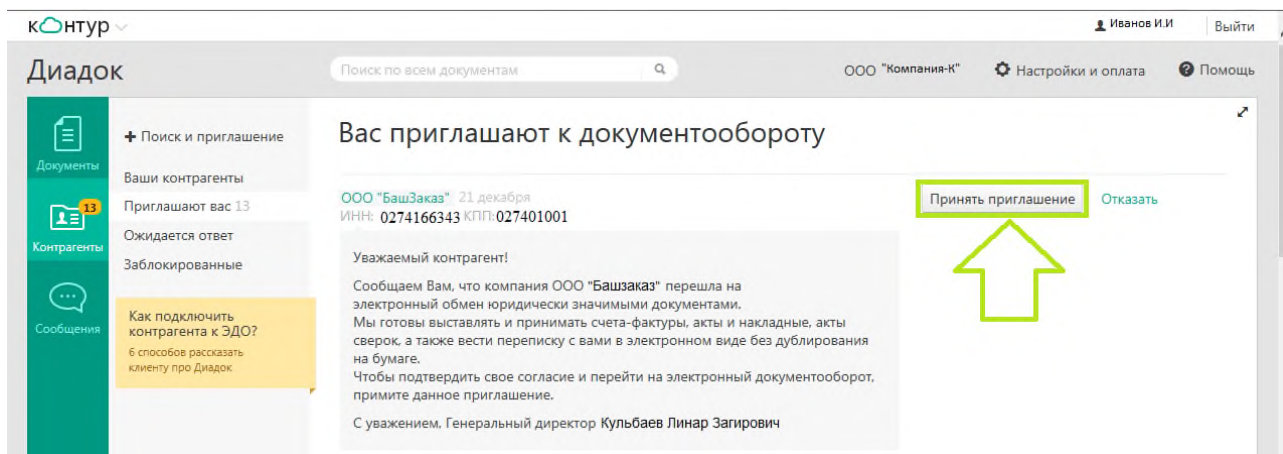 контур
Иванов И.И
Выйти
Диадок
Поиск по всем документам
ООО "Компания-К"
Настройки и оплата
Помощь
Документы
13
Контрагенты
Сообщения
+ Поиск и приглашение
Ваши контрагенты
Приглашают вас 13
Ожидается ответ
Заблокированные
Как подключить
контрагента к ЭДО?
6 способов рассказать
клиенту про Диадок
Вас приглашают к документообороту
ООО "БашЗаказ" 21 декабря
ИНН: 0274166343 КПП: 027401001
Принять приглашение
Отказать
Уважаемый контрагент!
Сообщаем Вам, что компания ООО "Башзаказ" перешла на
электронный обмен юридически значимыми документами.
Мы готовы выставлять и принимать счета-фактуры, акты и накладные, акты
сверок, а также вести переписку с вами в электронном виде без дублирования
на бумаге.
Чтобы подтвердить свое согласие и перейти на электронный документооборот,
примите данное приглашение.
С уважением, Генеральный директор Кульбаев Линар Загирович